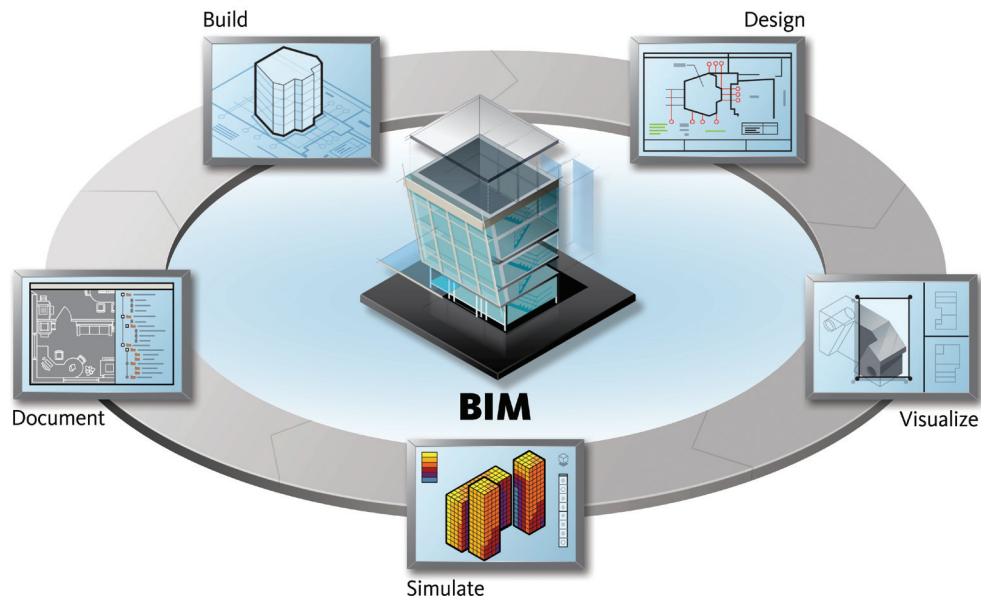 Build
Design
Document
Visualize
BIM
Simulate